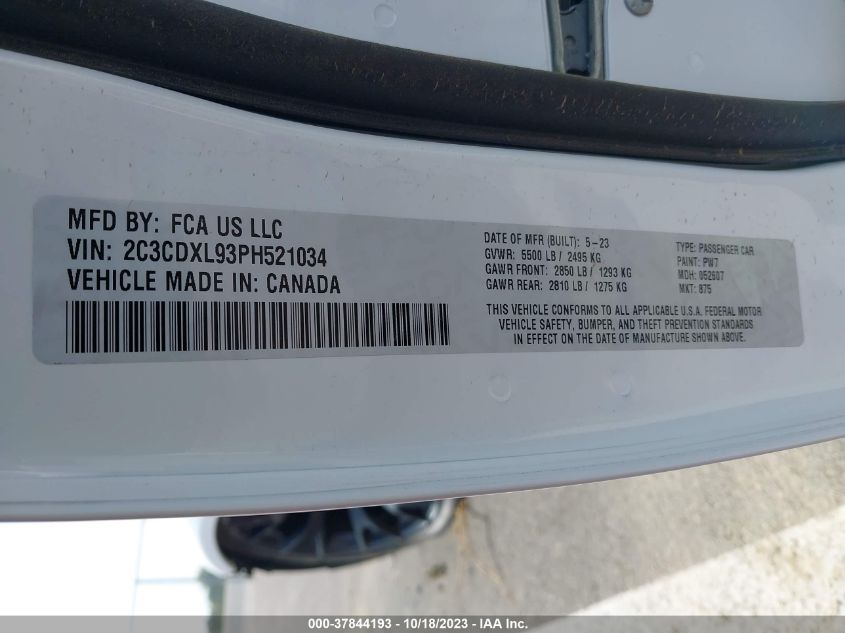 MFD BY: FCA US LLC
VIN: 2C3CDXL93PH521034
VEHICLE MADE IN: CANADA
DATE OF MFR (BUILT): 5-23
GVWR: 5500 LB / 2495 KG
GAWR FRONT: 2850 LB / 1293 KG
GAWR REAR: 2810 LB / 1275 KG
TYPE: PASSENGER CAR
PAINT: PW7
MDH: 052607
MKT: 875
THIS VEHICLE CONFORMS TO ALL APPLICABLE U.S.A. FEDERAL MOTOR
VEHICLE SAFETY, BUMPER, AND THEFT PREVENTION STANDARDS
IN EFFECT ON THE DATE OF MANUFACTURE SHOWN ABOVE.
000-37844193 - 10/18/2023 - IAA Inc.